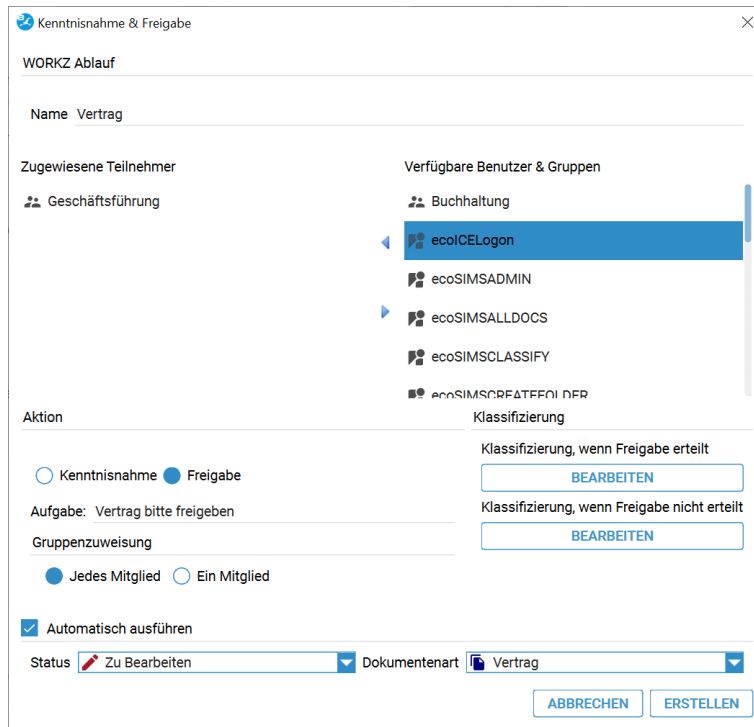 Kenntnisnahme & Freigabe
WORKZ Ablauf
Name Vertrag
Zugewiesene Teilnehmer
Geschäftsführung
Verfügbare Benutzer & Gruppen
Buchhaltung
ecoICELogon
ecoSIMSADMIN
ecoSIMSALLDOCS
ecoSIMSCLASSIFY
ecoSIMSCREATEFOLDER
Aktion
Kenntnisnahme Freigabe
Aufgabe: Vertrag bitte freigeben
Gruppenzuweisung
Jedes Mitglied Ein Mitglied
Klassifizierung
Klassifizierung, wenn Freigabe erteilt
BEARBEITEN
Klassifizierung, wenn Freigabe nicht erteilt
BEARBEITEN
Automatisch ausführen
Status Zu Bearbeiten Dokumentenart Vertrag
ABBRECHEN ERSTELLEN